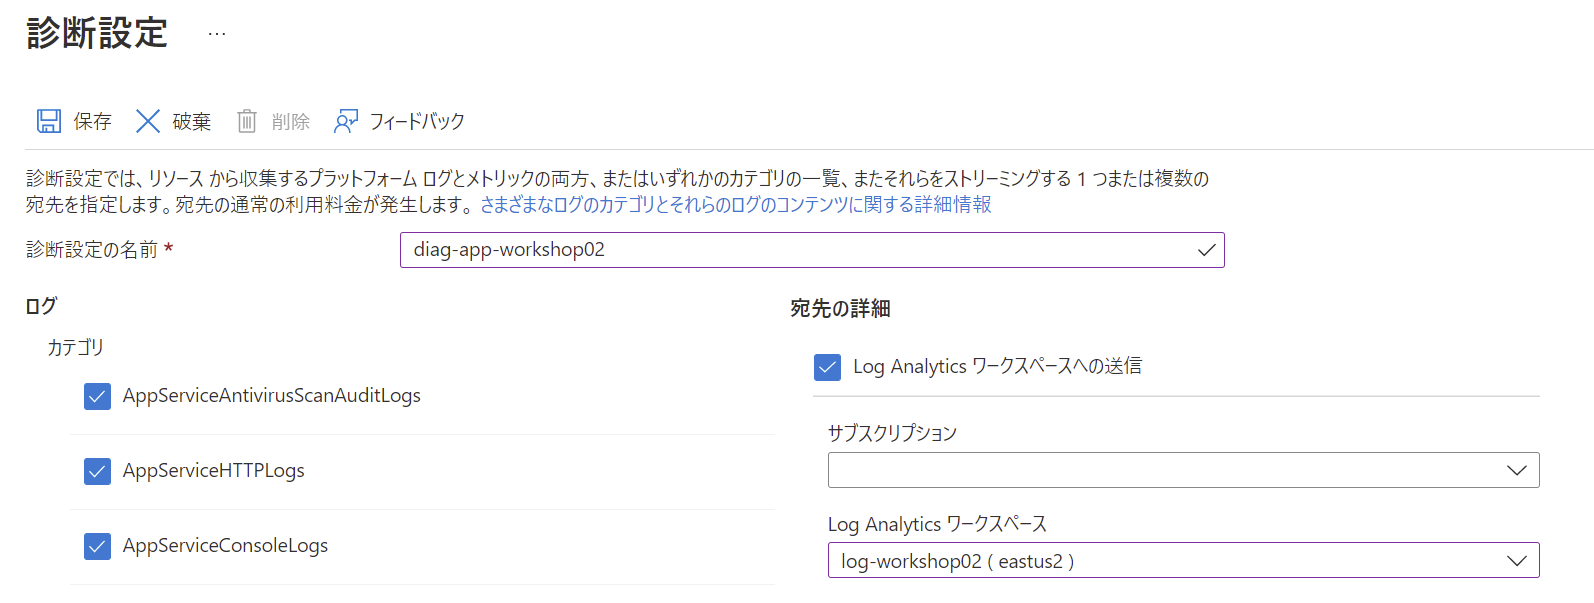 診断設定 …
保存 破棄 削除 フィードバック
診断設定では、リソース から収集するプラットフォーム ログとメトリックの両方、またはいずれかのカテゴリの一覧、またそれらをストリーミングする 1 つまたは複数の
宛先を指定します。宛先の通常の利用料金が発生します。 さまざまなログのカテゴリとそれらのログのコンテンツに関する詳細情報
診断設定の名前 *
diag-app-workshop02
ログ
カテゴリ
AppServiceAntivirusScanAuditLogs
AppServiceHTTPLogs
AppServiceConsoleLogs
宛先の詳細
Log Analytics ワークスペースへの送信
サブスクリプション
Log Analytics ワークスペース
log-workshop02 ( eastus2 )